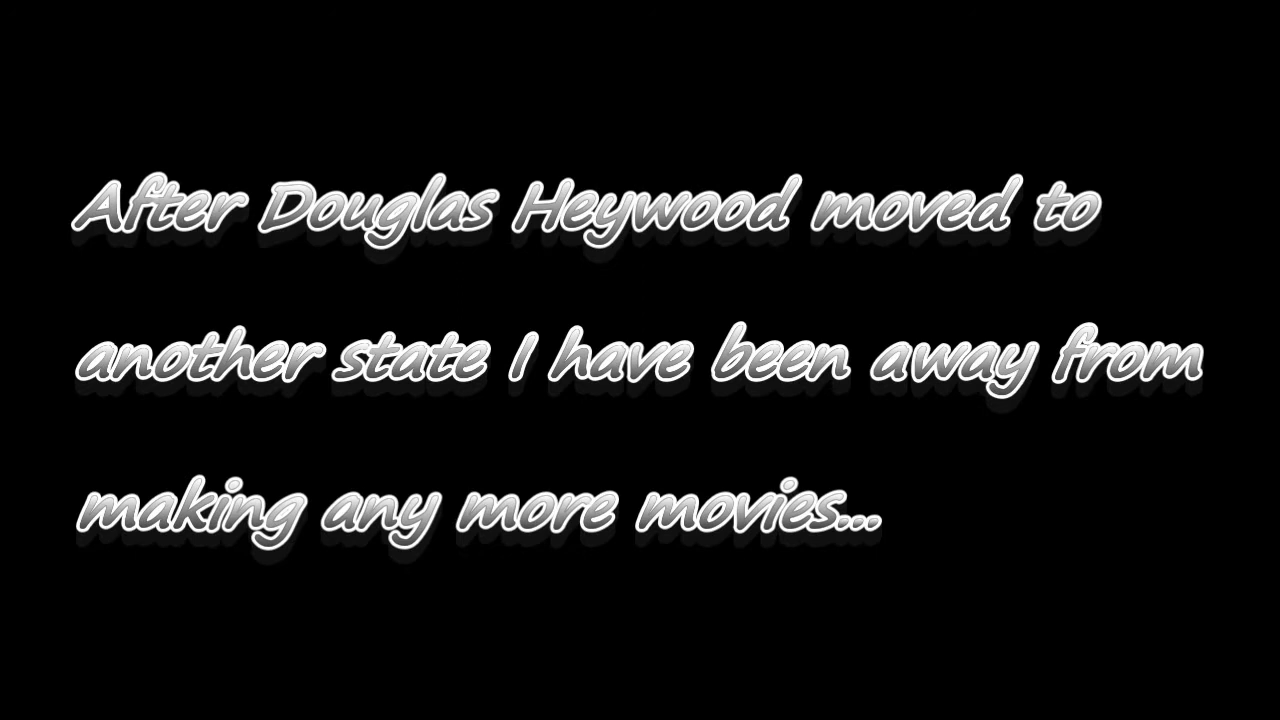 After Douglas Heywood moved to
another state I have been away from
making any more movies...